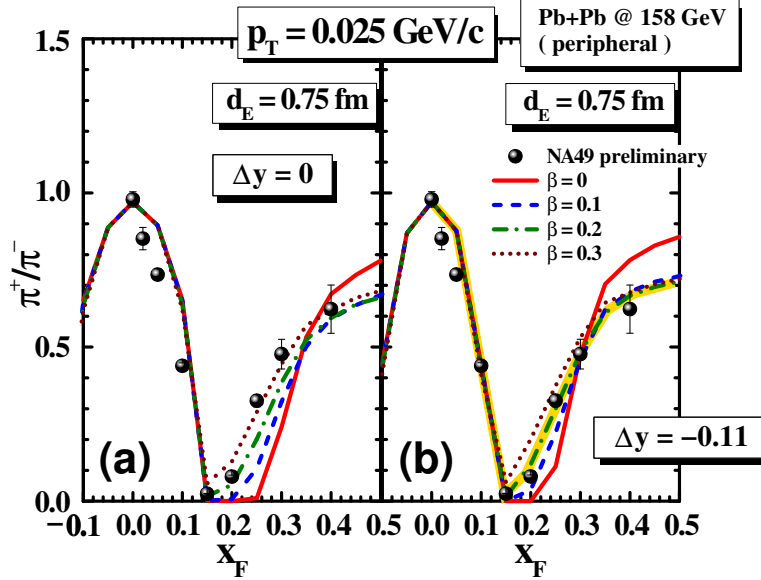 p_T = 0.025 GeV/c
Pb+Pb @ 158 GeV
( peripheral )
d_E = 0.75 fm
d_E = 0.75 fm
Δy = 0
NA49 preliminary
β = 0
β = 0.1
β = 0.2
β = 0.3
π⁺/π⁻
1.5
1.0
0.5
0.0
(a)
(b)
Δy = −0.11
−0.1 0.0 0.1 0.2 0.3 0.4 0.5 0.0 0.1 0.2 0.3 0.4 0.5
x_F
x_F